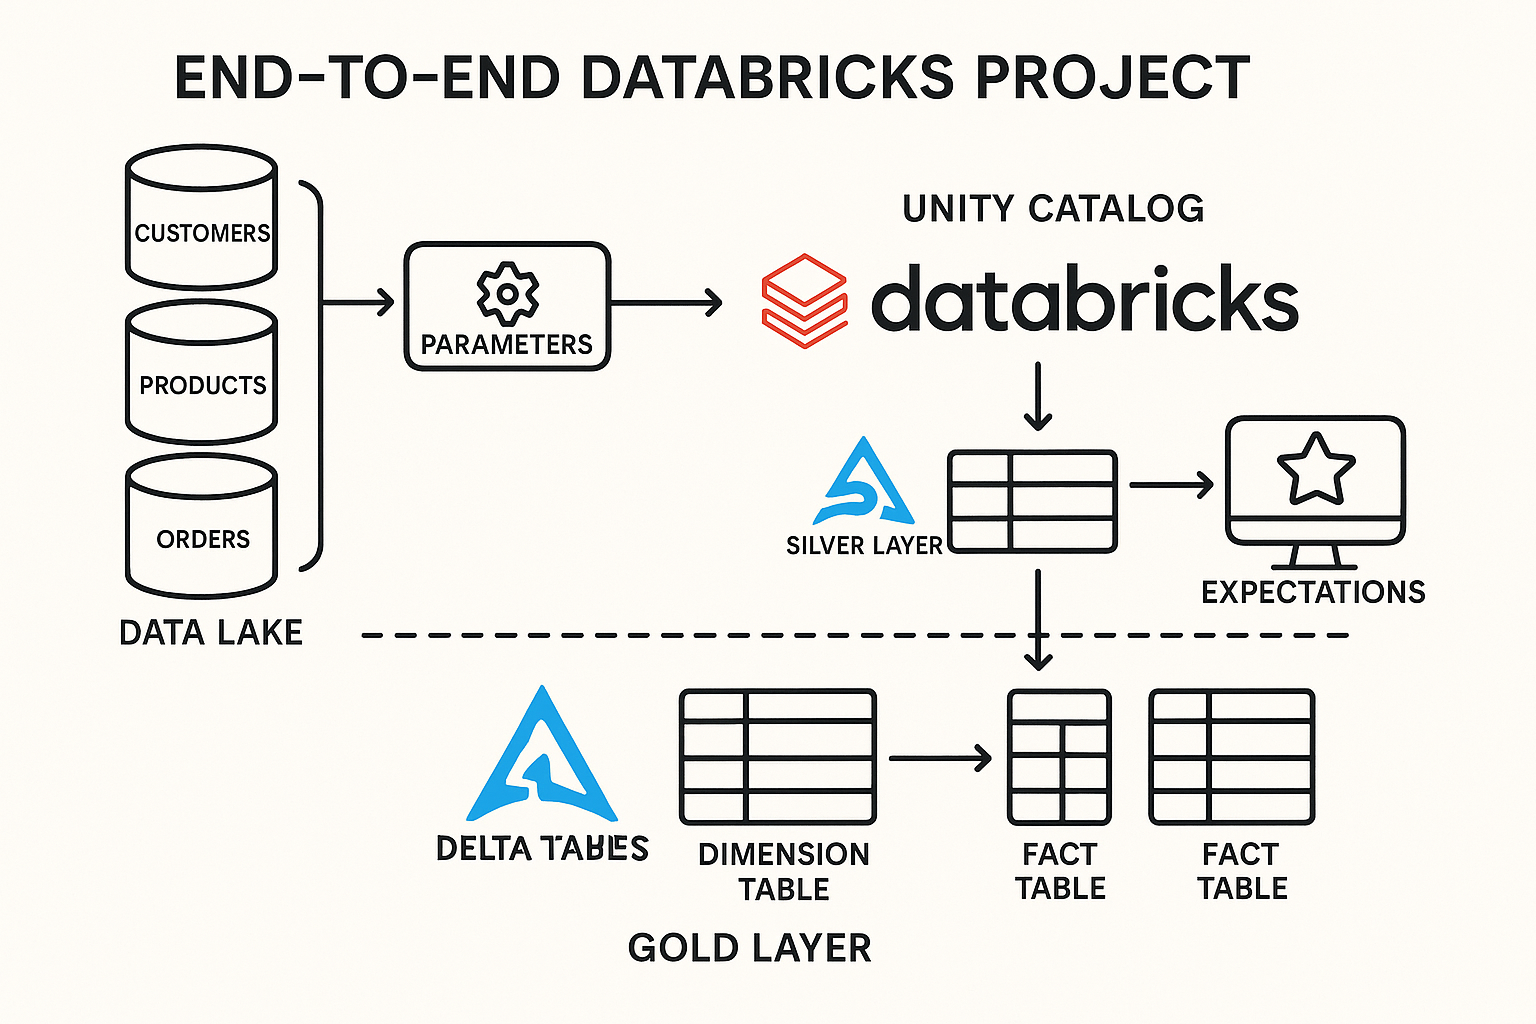 END-TO-END DATABRICKS PROJECT
CUSTOMERS
PRODUCTS
ORDERS
DATA LAKE
PARAMETERS
UNITY CATALOG
databricks
SILVER LAYER
EXPECTATIONS
DELTA
DIMENSION
TABLE
FACT
TABLE
FACT
TABLE
GOLD LAYER